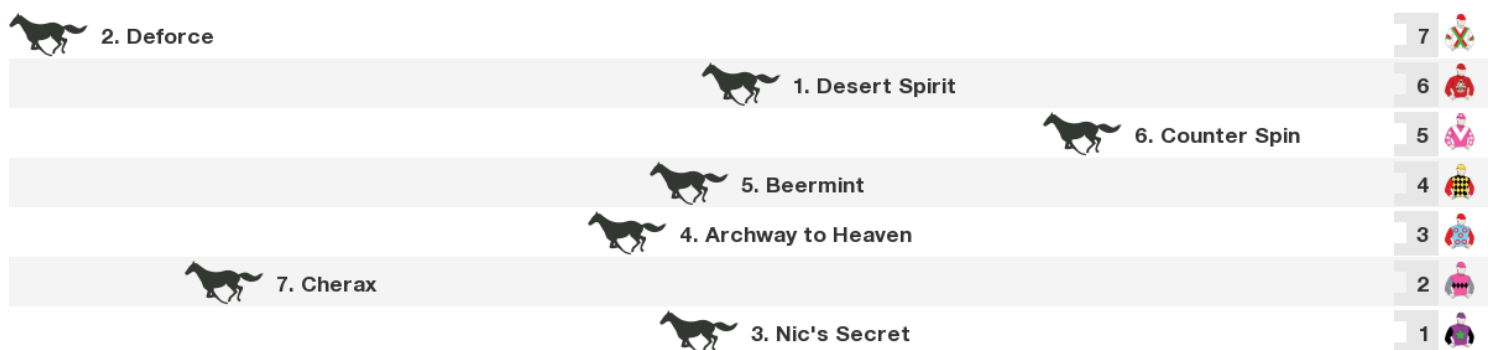 2. Deforce 7
1. Desert Spirit 6
6. Counter Spin 5
5. Beermint 4
4. Archway to Heaven 3
7. Cherax 2
3. Nic's Secret 1